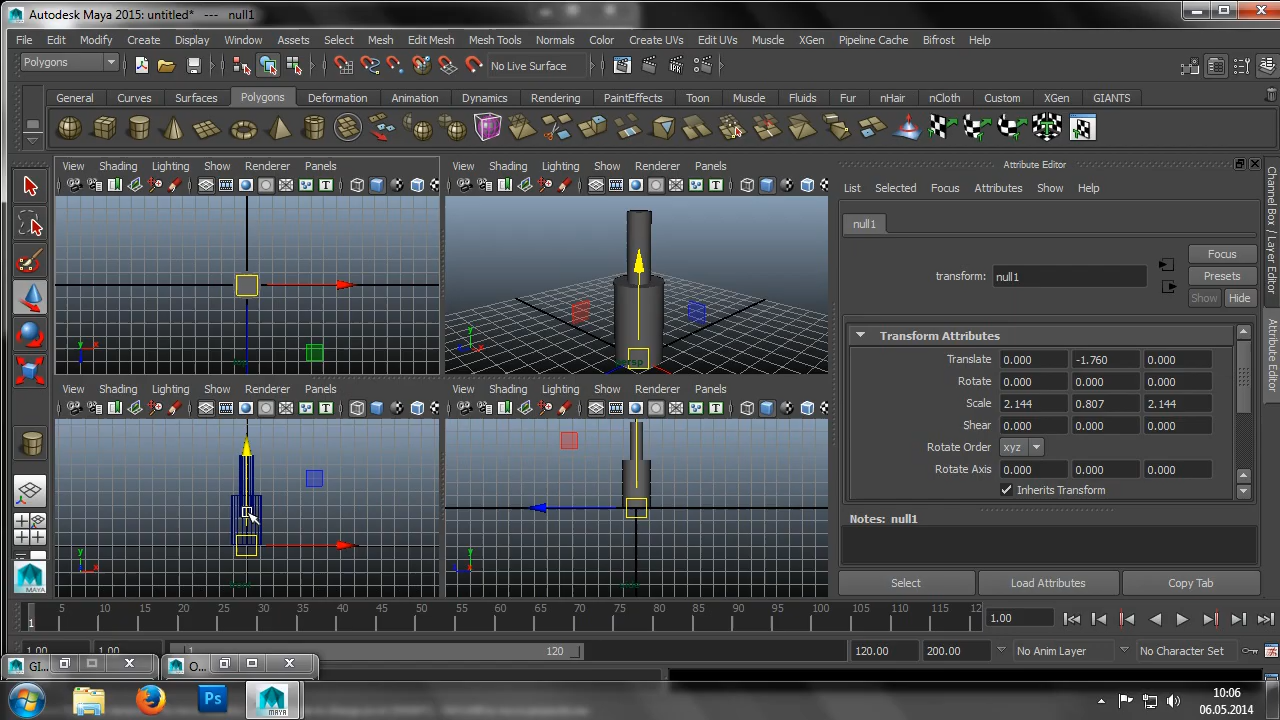 Autodesk Maya 2015: untitled* --- null1
File Edit Modify Create Display Window Assets Select Mesh Edit Mesh Mesh Tools Normals Color Create UVs Edit UVs Muscle XGen Pipeline Cache Bifrost Help
Polygons No Live Surface
General Curves Surfaces Polygons Deformation Animation Dynamics Rendering PaintEffects Toon Muscle Fluids Fur nHair nCloth Custom XGen GIANTS
View Shading Lighting Show Renderer Panels
View Shading Lighting Show Renderer Panels
Attribute Editor
List Selected Focus Attributes Show Help
null1
Focus
transform: null1
Presets
Show Hide
Transform Attributes
Translate 0.000 -1.760 0.000
Rotate 0.000 0.000 0.000
Scale 2.144 0.807 2.144
Shear 0.000 0.000 0.000
Rotate Order xyz
Rotate Axis 0.000 0.000 0.000
Inherits Transform
Notes: null1
Select Load Attributes Copy Tab
Channel Box / Layer Editor
Attribute Editor
y x
persp
y x
View Shading Lighting Show Renderer Panels
View Shading Lighting Show Renderer Panels
y x
y
5 10 15 20 25 30 35 40 45 50 55 60 65 70 75 80 85 90 95 100 105 110 115 12
1
1.00
1.00 1.00 1 120 120.00 200.00 No Anim Layer No Character Set
GI... O...
MAYA
Ps
MAYA
10:06
06.05.2014